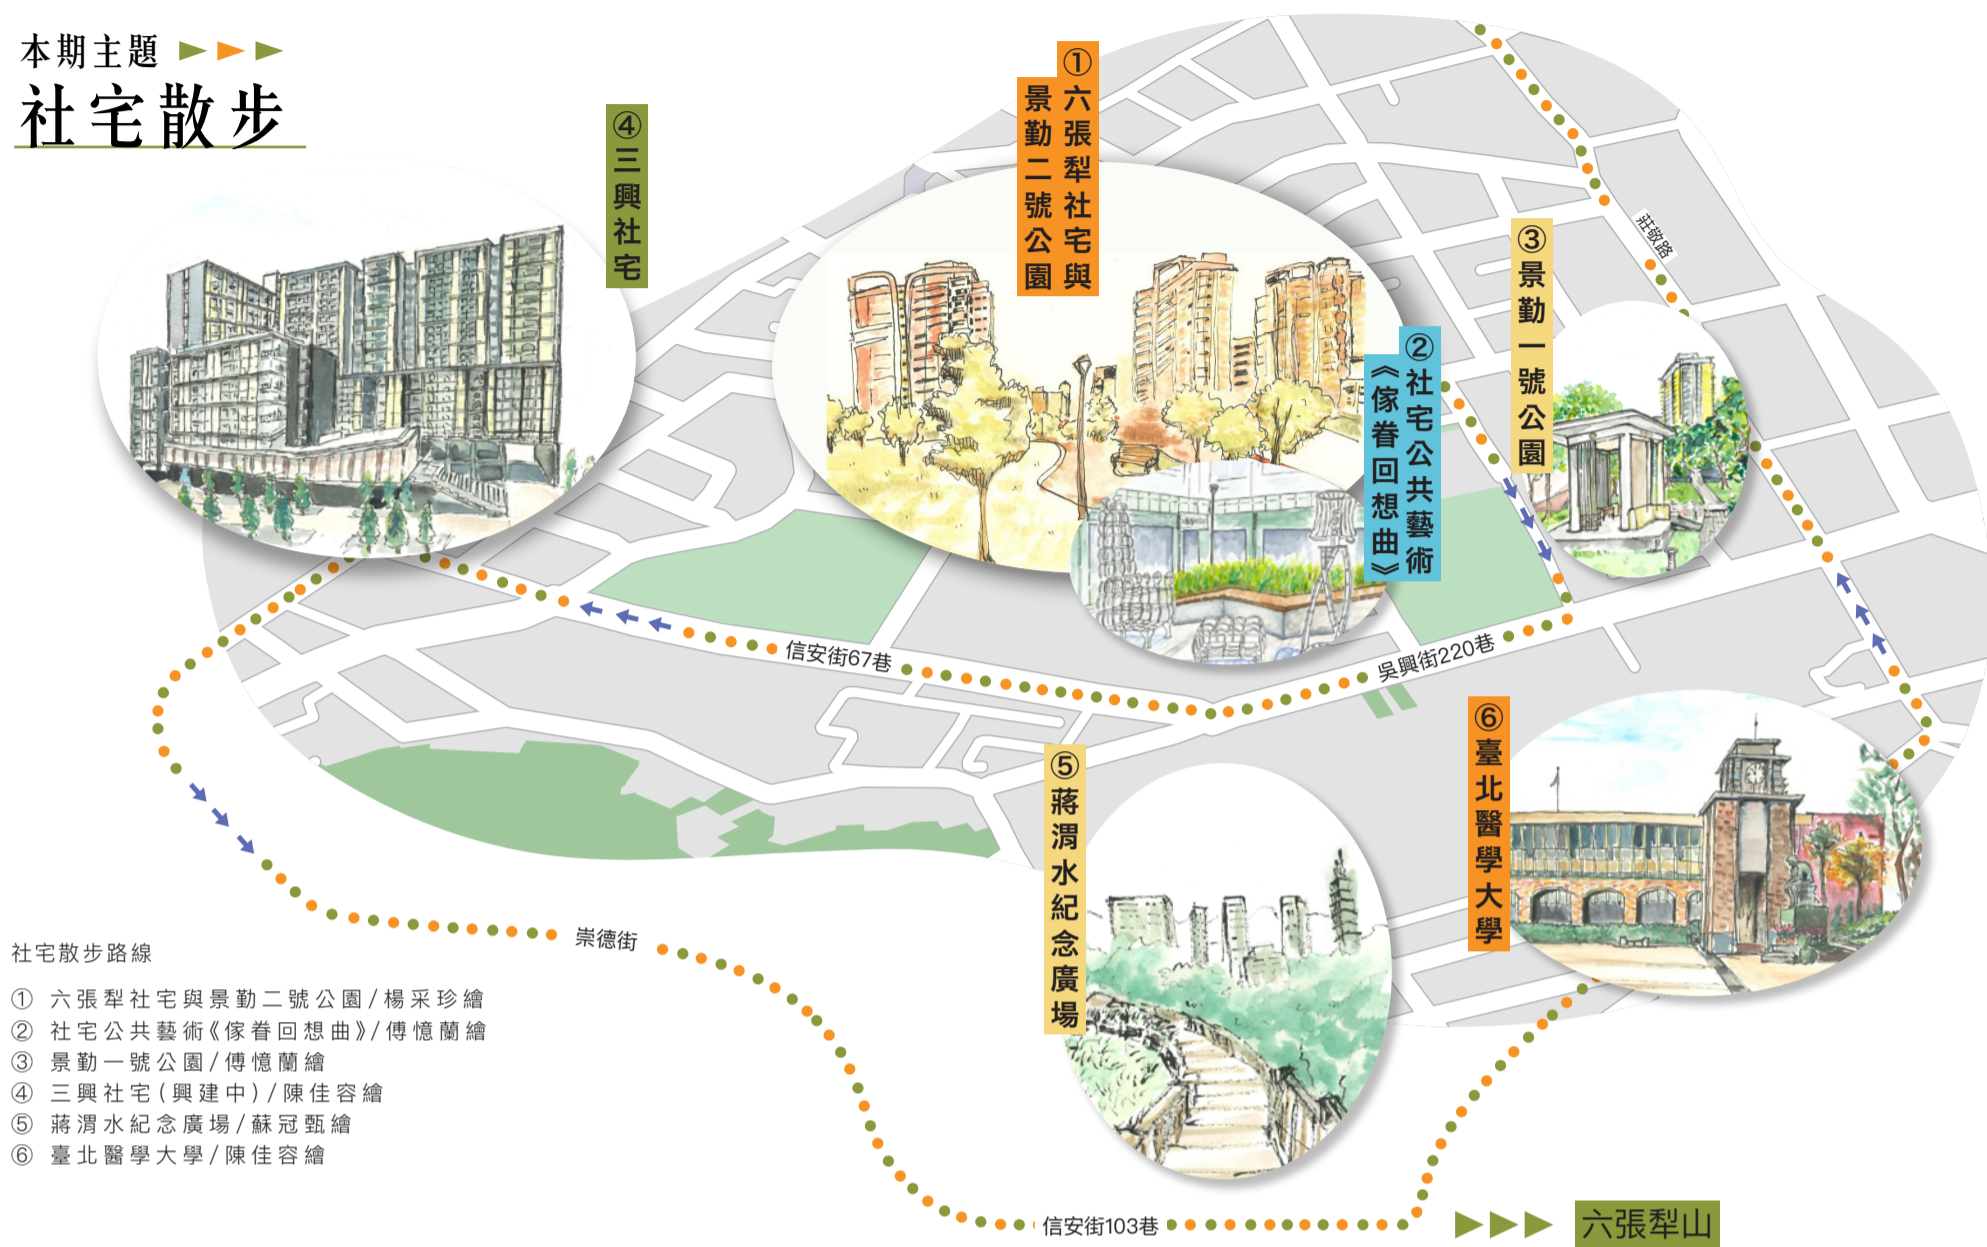 本期主題
社宅散步
④三興社宅
①六張犁社宅與
景勤二號公園
②社宅公共藝術
《傢眷回想曲》
③景勤一號公園
莊敬路
信安街67巷
吳興街220巷
⑤蔣渭水紀念廣場
⑥臺北醫學大學
崇德街
信安街103巷
六張犁山
社宅散步路線
① 六張犁社宅與景勤二號公園/楊采珍繪
② 社宅公共藝術《傢眷回想曲》/傅憶蘭繪
③ 景勤一號公園/傅憶蘭繪
④ 三興社宅(興建中)/陳佳容繪
⑤ 蔣渭水紀念廣場/蘇冠甄繪
⑥ 臺北醫學大學/陳佳容繪